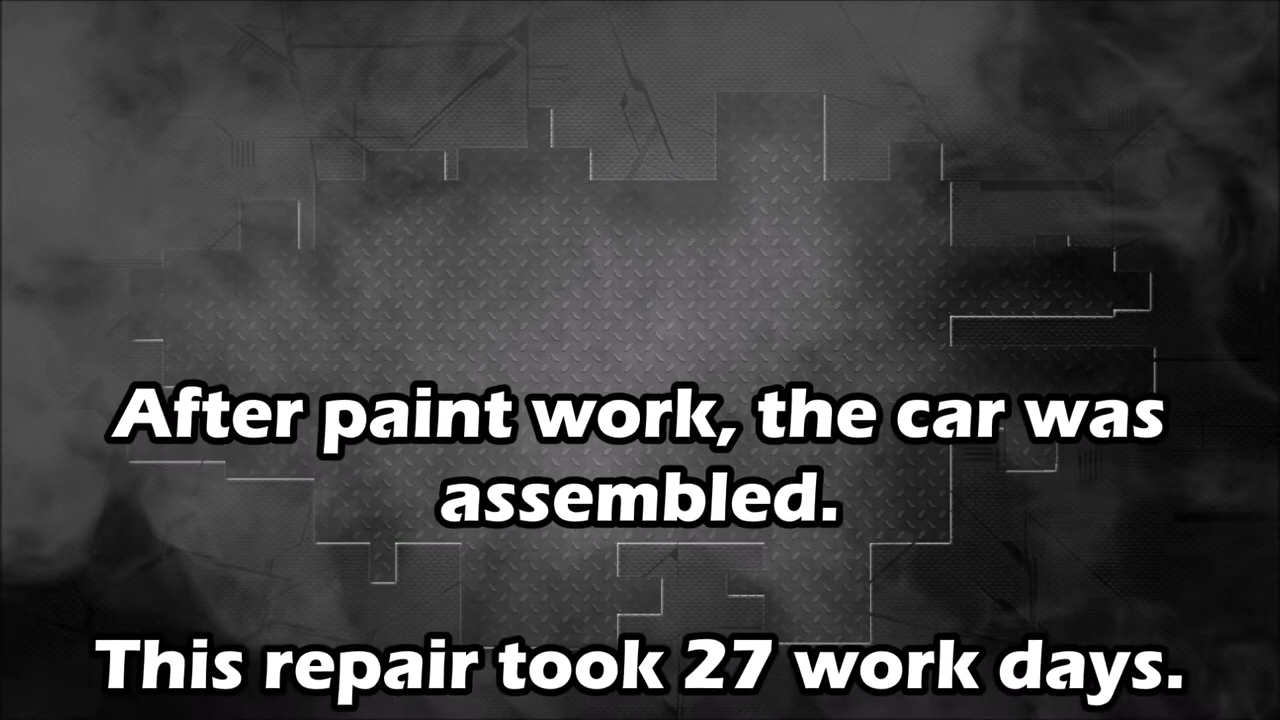 After paint work, the car was
assembled.
This repair took 27 work days.